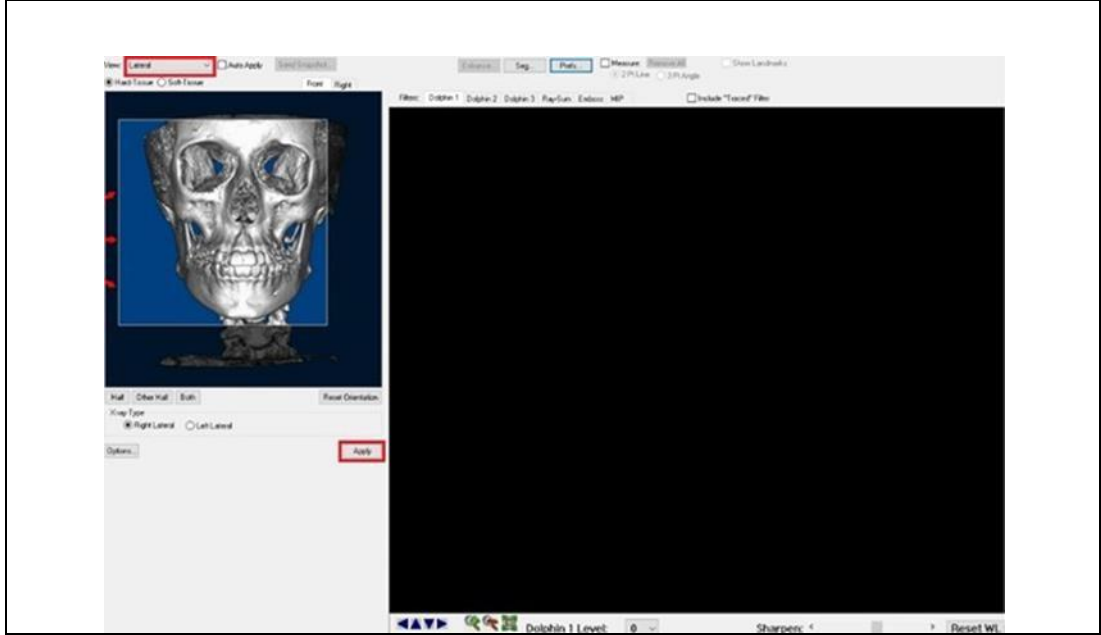 View: Lateral Auto Apply Send Snapshot...
Enhance... Seg... Prefs... Measure: Remove All Show Landmarks
2 Pt Line 3 Pt Angle
Hard-Tissue Soft-Tissue Front Right
Filters: Dolphin 1 Dolphin 2 Dolphin 3 Ray-Sum Emboss MIP Include "Traced" Filter
Half Other Half Both Reset Orientation
X-ray Type
Right Lateral Left Lateral
Options... Apply
Dolphin 1 Level: 0 Sharpen: Reset WL